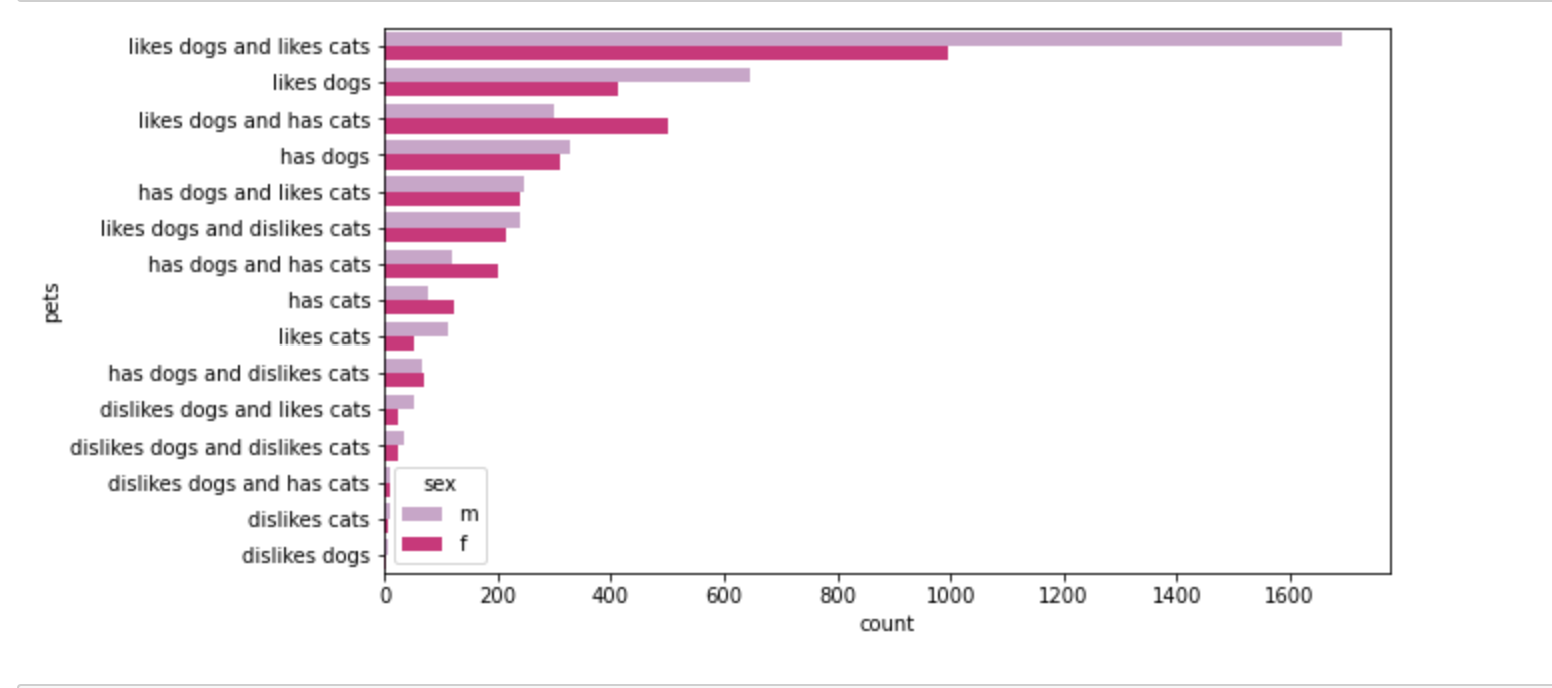 likes dogs and likes cats
likes dogs
likes dogs and has cats
has dogs
has dogs and likes cats
likes dogs and dislikes cats
has dogs and has cats
has cats
likes cats
has dogs and dislikes cats
dislikes dogs and likes cats
dislikes dogs and dislikes cats
dislikes dogs and has cats
dislikes cats
dislikes dogs
pets
sex
m
f
0 200 400 600 800 1000 1200 1400 1600
count